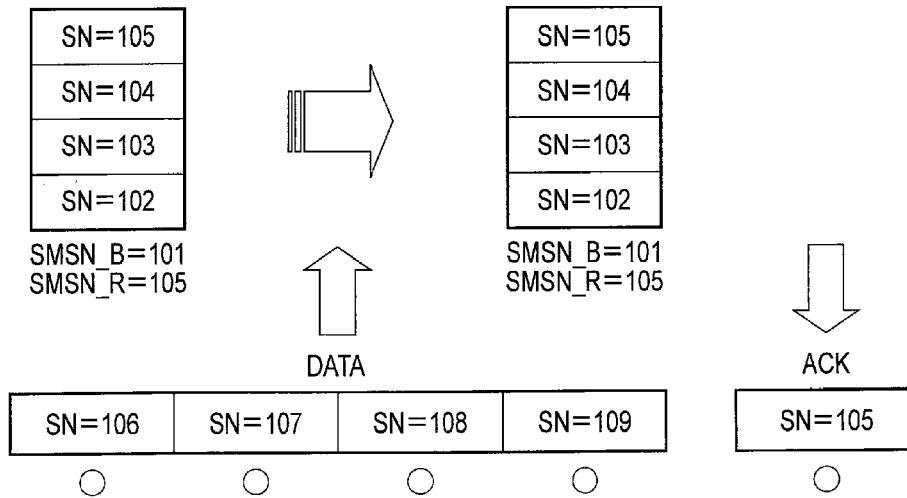 SN=105
SN=104
SN=103
SN=102
SMSN_B=101
SMSN_R=105
SN=105
SN=104
SN=103
SN=102
SMSN_B=101
SMSN_R=105
DATA
SN=106 SN=107 SN=108 SN=109
ACK
SN=105